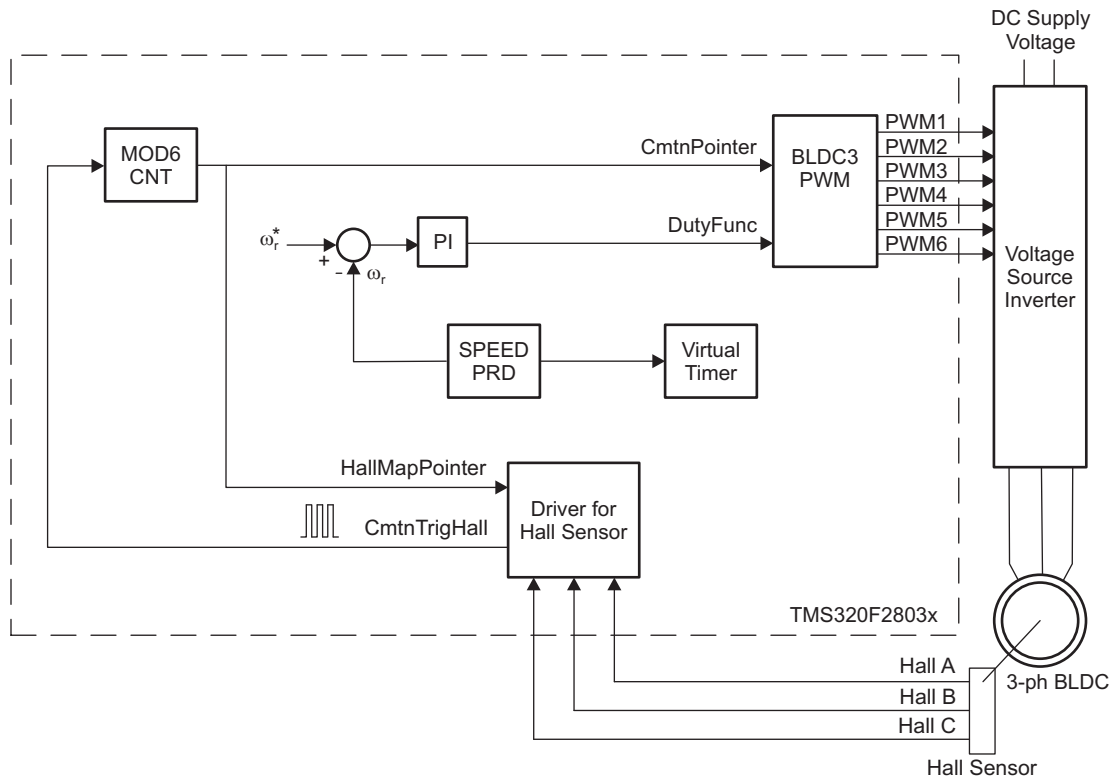 DC Supply
Voltage
MOD6
CNT
CmtnPointer
BLDC3
PWM
PWM1
PWM2
PWM3
PWM4
PWM5
PWM6
ωr*
+
-
ωr
PI
DutyFunc
Voltage
Source
Inverter
SPEED
PRD
Virtual
Timer
HallMapPointer
CmtnTrigHall
Driver for
Hall Sensor
TMS320F2803x
Hall A
Hall B
Hall C
3-ph BLDC
Hall Sensor